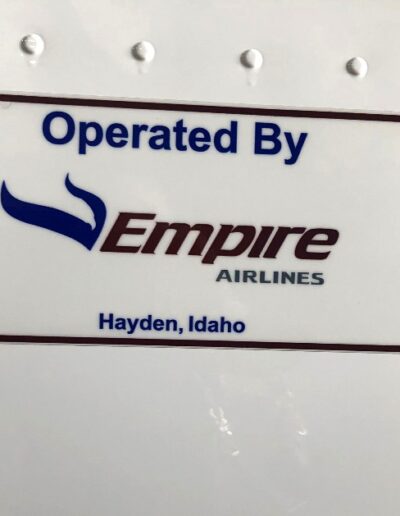 Operated By
Empire
AIRLINES
Hayden, Idaho